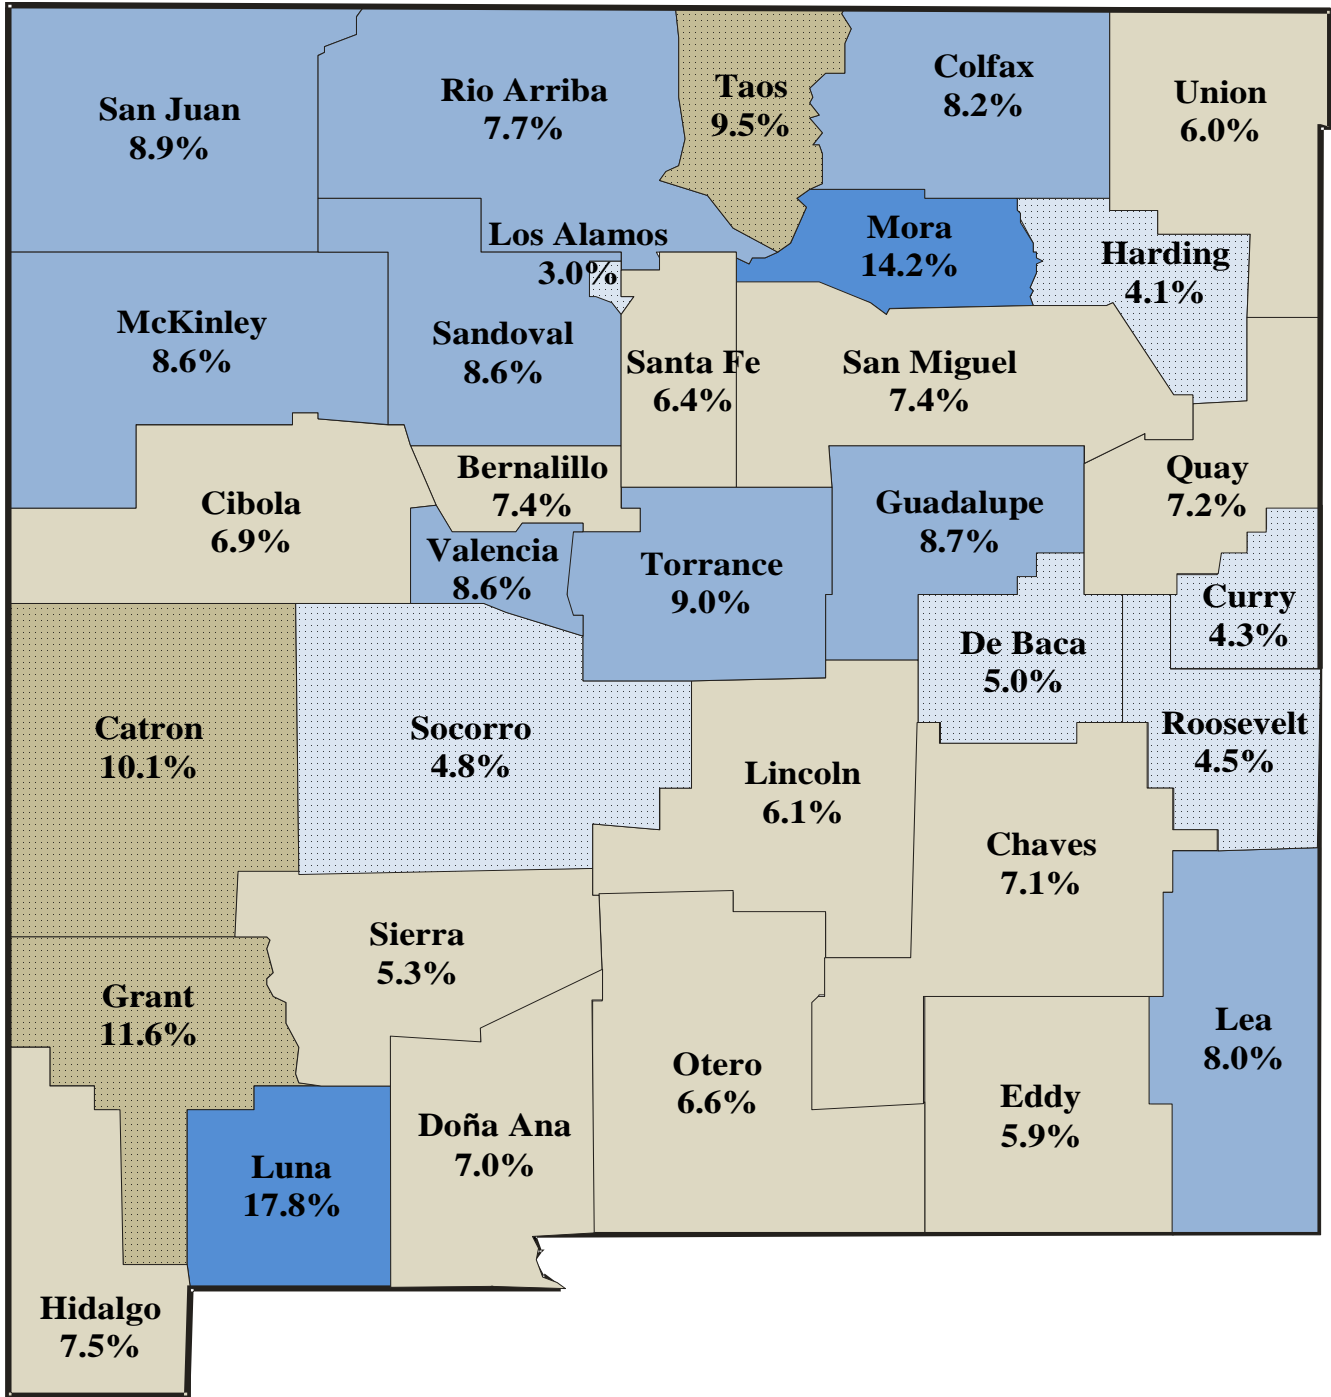 San Juan
8.9%
Rio Arriba
7.7%
Taos
9.5%
Colfax
8.2%
Union
6.0%
Los Alamos
3.0%
Mora
14.2%
Harding
4.1%
McKinley
8.6%
Sandoval
8.6%
Santa Fe
6.4%
San Miguel
7.4%
Cibola
6.9%
Bernalillo
7.4%
Quay
7.2%
Guadalupe
8.7%
Valencia
8.6%
Torrance
9.0%
Curry
4.3%
De Baca
5.0%
Catron
10.1%
Socorro
4.8%
Roosevelt
4.5%
Lincoln
6.1%
Chaves
7.1%
Sierra
5.3%
Grant
11.6%
Lea
8.0%
Otero
6.6%
Eddy
5.9%
Doña Ana
7.0%
Luna
17.8%
Hidalgo
7.5%